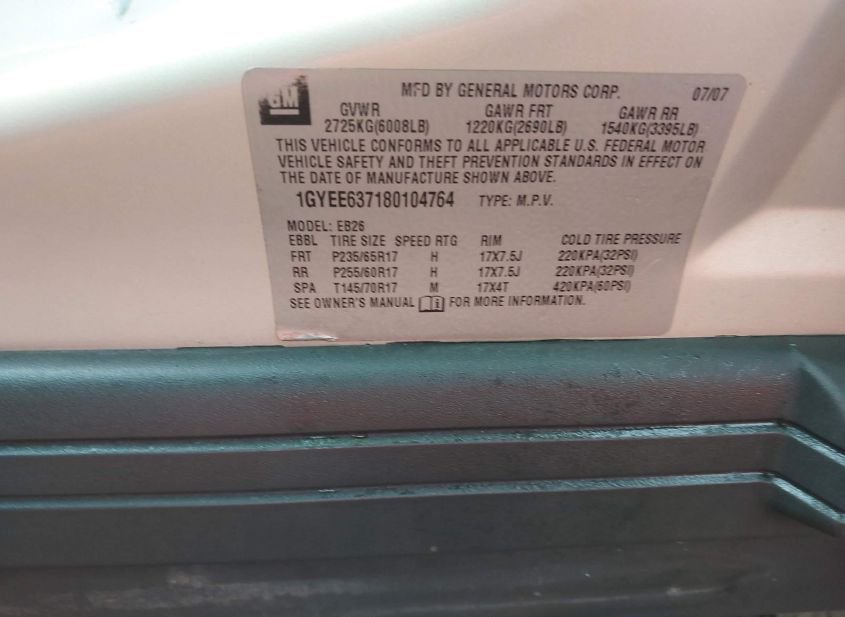 GM
MFD BY GENERAL MOTORS CORP. 07/07
GVWR GAWR FRT GAWR RR
2725KG(6008LB) 1220KG(2690LB) 1540KG(3395LB)
THIS VEHICLE CONFORMS TO ALL APPLICABLE U.S. FEDERAL MOTOR
VEHICLE SAFETY AND THEFT PREVENTION STANDARDS IN EFFECT ON
THE DATE OF MANUFACTURE SHOWN ABOVE.
1GYEE637180104764 TYPE: M.P.V.
MODEL: EB26
EBBL TIRE SIZE SPEED RTG RIM COLD TIRE PRESSURE
FRT P235/65R17 H 17X7.5J 220KPA(32PSI)
RR P255/60R17 H 17X7.5J 220KPA(32PSI)
SPA T145/70R17 M 17X4T 420KPA(60PSI)
SEE OWNER'S MANUAL i FOR MORE INFORMATION.